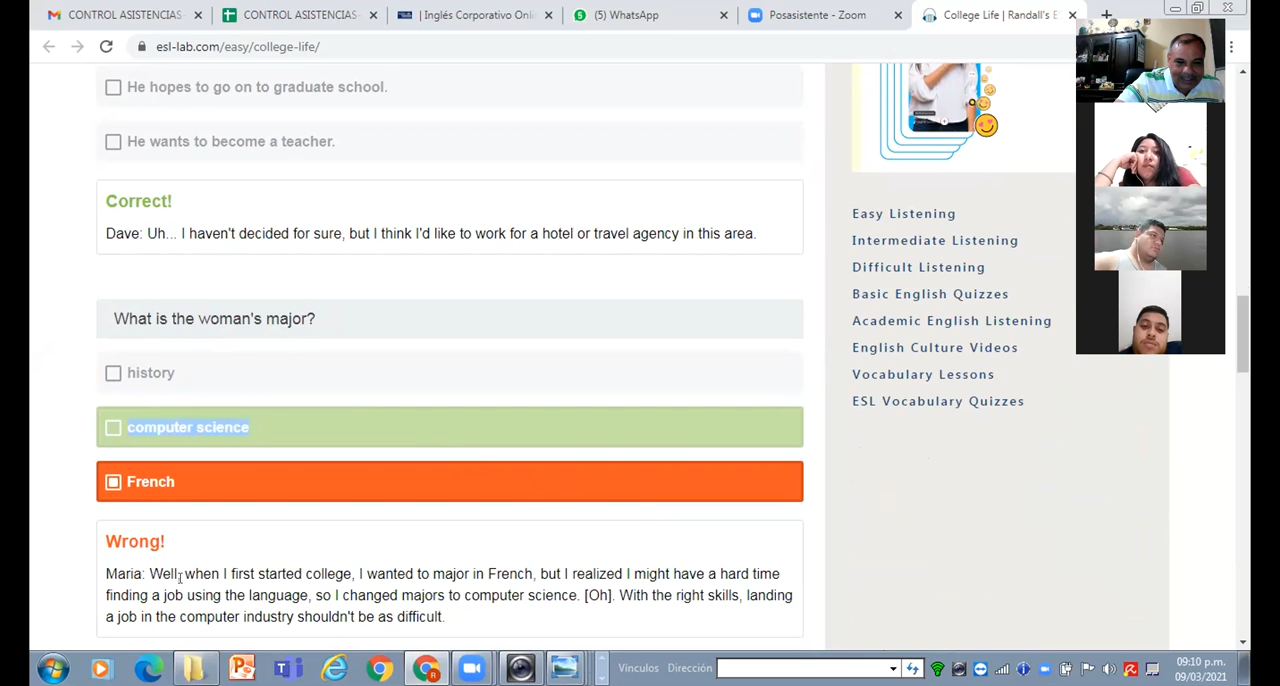 CONTROL ASISTENCIAS-
CONTROL ASISTENCIAS-
| Inglés Corporativo Onli
(5) WhatsApp
Posasistente - Zoom
College Life | Randall's E
esl-lab.com/easy/college-life/
He hopes to go on to graduate school.
He wants to become a teacher.
Correct!
Dave: Uh... I haven't decided for sure, but I think I'd like to work for a hotel or travel agency in this area.
What is the woman's major?
history
computer science
French
Wrong!
Maria: Well, when I first started college, I wanted to major in French, but I realized I might have a hard time
finding a job using the language, so I changed majors to computer science. [Oh]. With the right skills, landing
a job in the computer industry shouldn't be as difficult.
Easy Listening
Intermediate Listening
Difficult Listening
Basic English Quizzes
Academic English Listening
English Culture Videos
Vocabulary Lessons
ESL Vocabulary Quizzes
Vínculos
Dirección
09:10 p.m.
09/03/2021